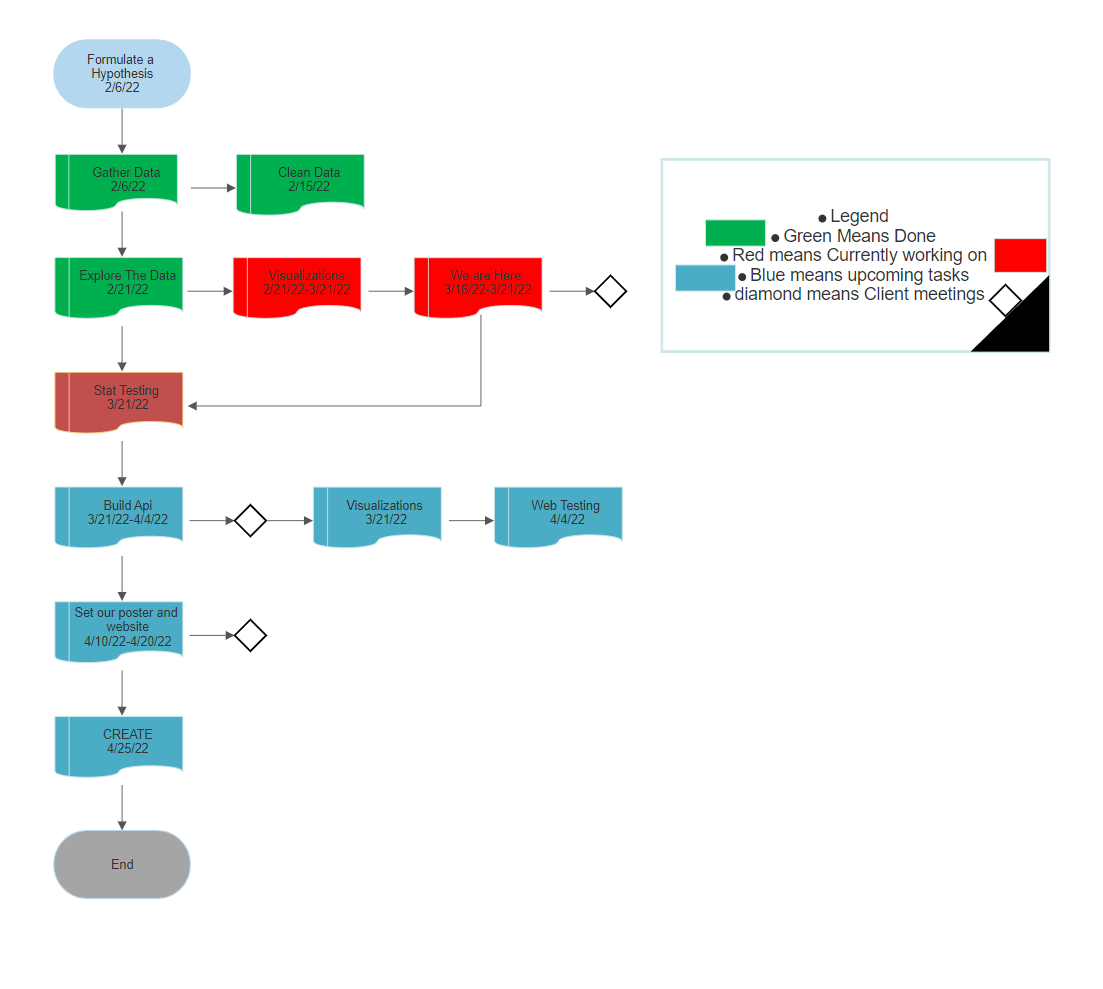 Formulate a
Hypothesis
2/6/22
Gather Data
2/6/22
Clean Data
2/15/22
• Legend
• Green Means Done
• Red means Currently working on
• Blue means upcoming tasks
• diamond means Client meetings
Explore The Data
2/21/22
Visualizations
2/21/22-3/21/22
We are Here
3/16/22-3/21/22
Stat Testing
3/21/22
Build Api
3/21/22-4/4/22
Visualizations
3/21/22
Web Testing
4/4/22
Set our poster and
website
4/10/22-4/20/22
CREATE
4/25/22
End